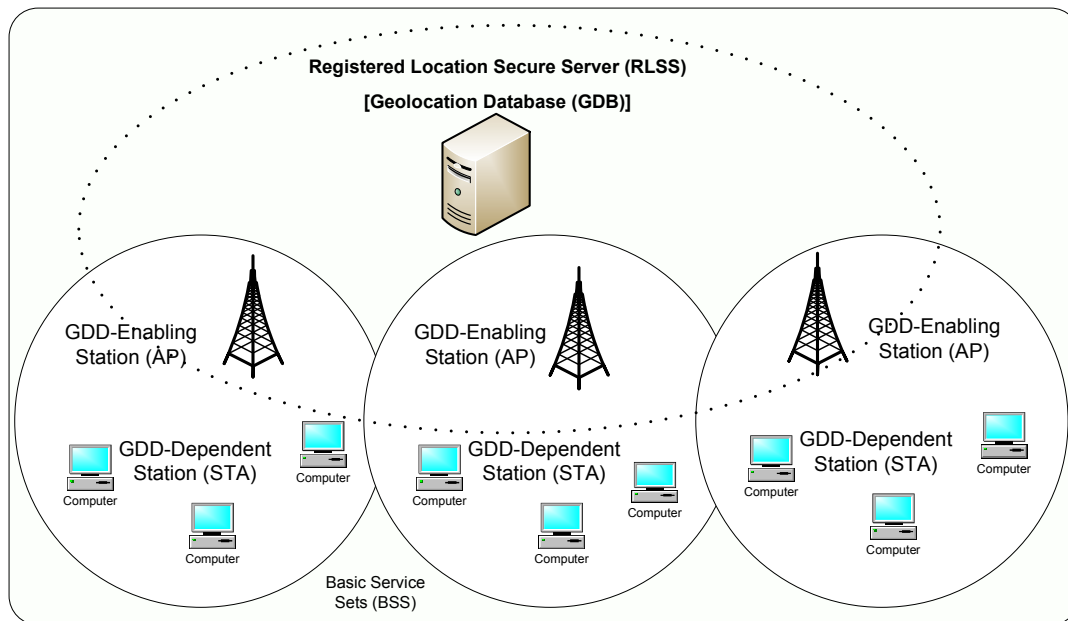 Registered Location Secure Server (RLSS)
[Geolocation Database (GDB)]
GDD-Enabling
Station (AP)
GDD-Enabling
Station (AP)
GDD-Enabling
Station (AP)
GDD-Dependent
Station (STA)
Computer
Computer
Computer
GDD-Dependent
Station (STA)
Computer
Computer
Computer
GDD-Dependent
Station (STA)
Computer
Computer
Computer
Basic Service
Sets (BSS)